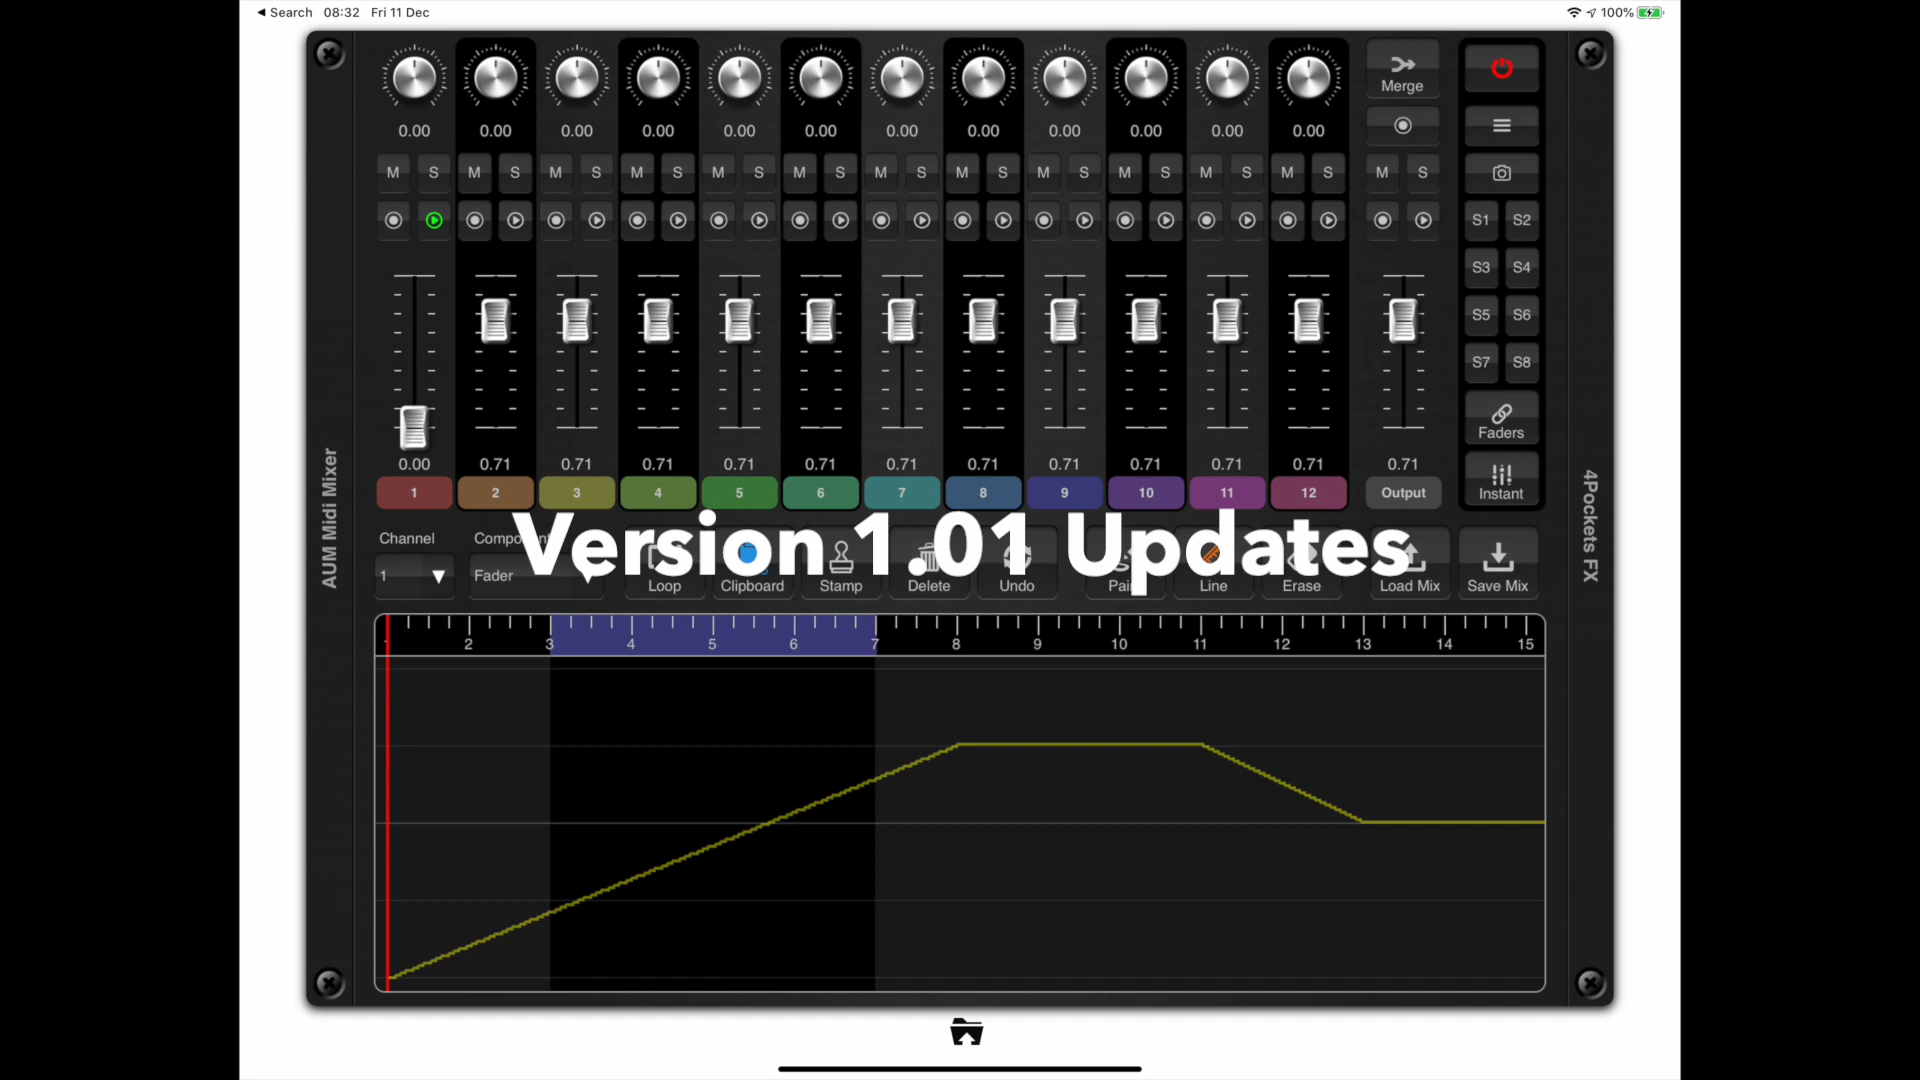 ◀ Search 08:32 Fri 11 Dec 100%
0.00 0.00 0.00 0.00 0.00 0.00 0.00 0.00 0.00 0.00 0.00 0.00 Merge
M S M S M S M S M S M S M S M S M S M S M S M S M S
S1 S2
S3 S4
S5 S6
S7 S8
Faders
0.00 0.71 0.71 0.71 0.71 0.71 0.71 0.71 0.71 0.71 0.71 0.71 0.71
1 2 3 4 5 6 7 8 9 10 11 12 Output Instant
AUM Midi Mixer
4Pockets FX
Version 1.01 Updates
Channel
1 Fader
Loop Clipboard Stamp Delete Undo Line Erase Load Mix Save Mix
2 3 4 5 6 7 8 9 10 11 12 13 14 15